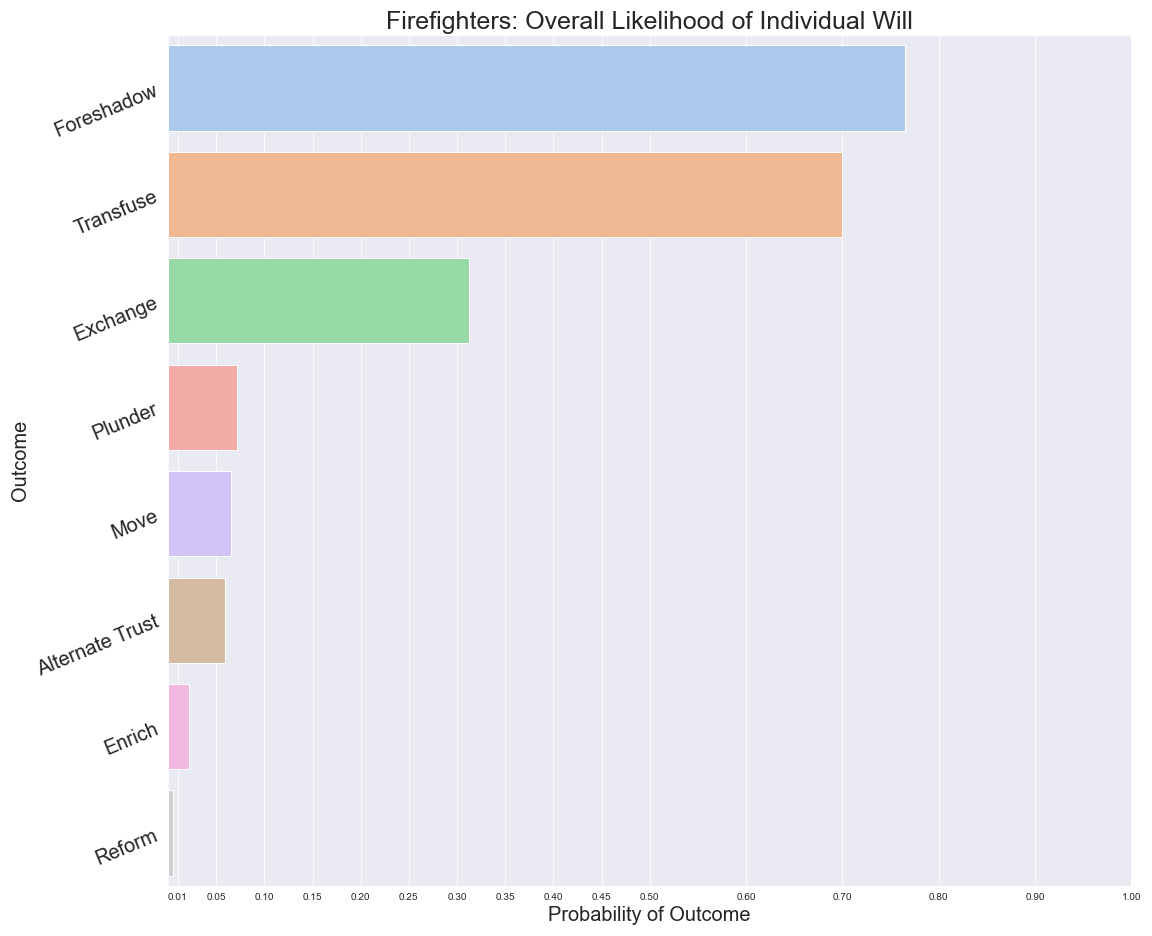 Firefighters: Overall Likelihood of Individual Will
Outcome
Foreshadow
Transfuse
Exchange
Plunder
Move
Alternate Trust
Enrich
Reform
0.01 0.05 0.10 0.15 0.20 0.25 0.30 0.35 0.40 0.45 0.50 0.60 0.70 0.80 0.90 1.00
Probability of Outcome